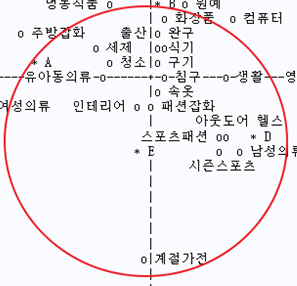 명농식품 o * B o 원예
o 화장품 o 컴퓨터
o 주방잡화 출산 o 완구
o 세제 oo식기
* A o 청소 o 구기
유아동의류 o o 침구 o 생활 영
o 속옷
여성의류 인테리어 o o 패션잡화
아웃도어 헬스
스포츠패션 oo * D
* E o o 남성의류
시즌스포츠
o 계절가전